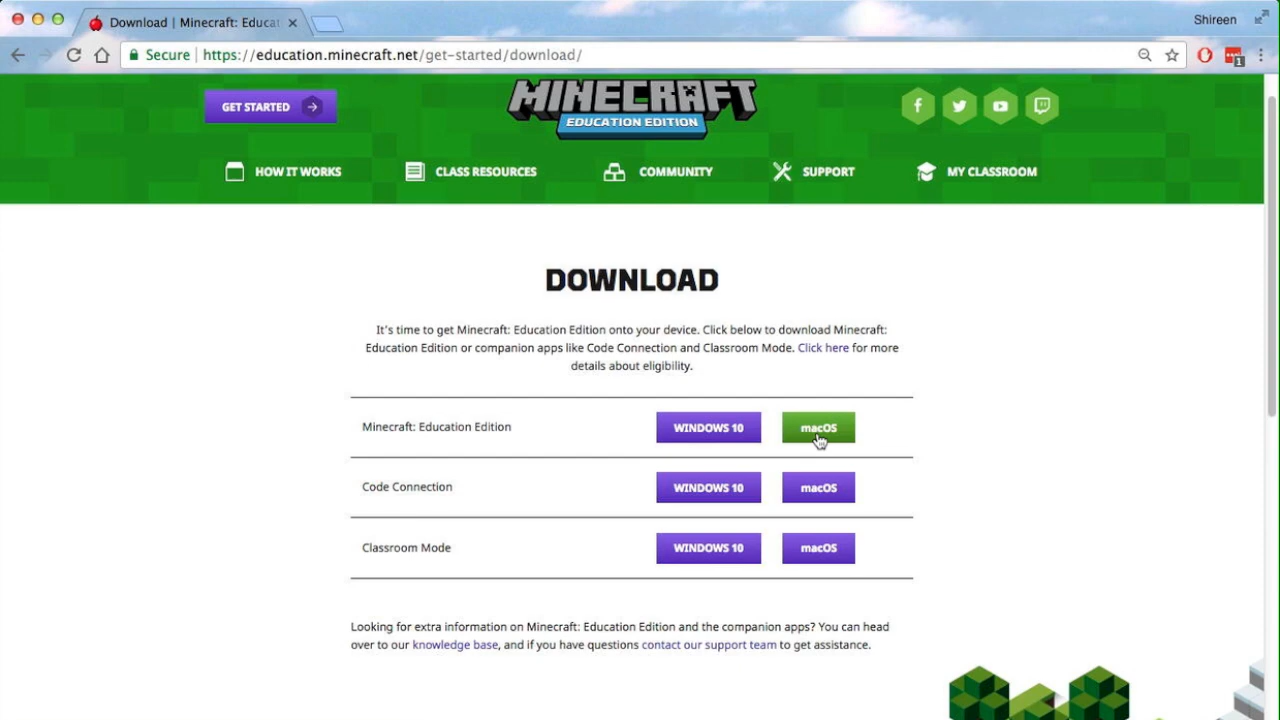 Download | Minecraft: Educat
Shireen
Secure | https://education.minecraft.net/get-started/download/
1
GET STARTED
MINECRAFT
EDUCATION EDITION
HOW IT WORKS
CLASS RESOURCES
COMMUNITY
SUPPORT
MY CLASSROOM
DOWNLOAD
It's time to get Minecraft: Education Edition onto your device. Click below to download Minecraft:
Education Edition or companion apps like Code Connection and Classroom Mode. Click here for more
details about eligibility.
Minecraft: Education Edition WINDOWS 10 macOS
Code Connection WINDOWS 10 macOS
Classroom Mode WINDOWS 10 macOS
Looking for extra information on Minecraft: Education Edition and the companion apps? You can head
over to our knowledge base, and if you have questions contact our support team to get assistance.